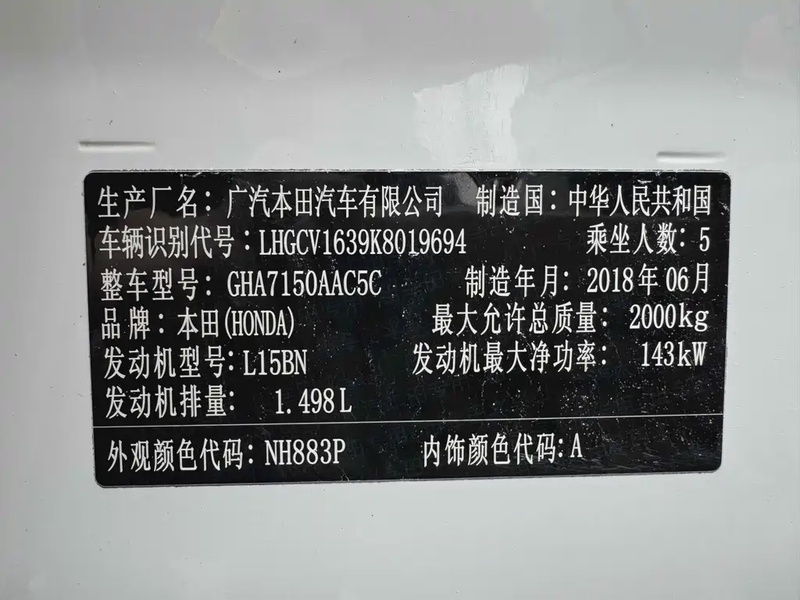 生产厂名：广汽本田汽车有限公司 制造国：中华人民共和国
车辆识别代号：LHGCV1639K8019694 乘坐人数：5
整车型号：GHA7150AAC5C 制造年月：2018年06月
品牌：本田(HONDA) 最大允许总质量：2000kg
发动机型号：L15BN 发动机最大净功率：143kW
发动机排量：1.498L
外观颜色代码：NH883P 内饰颜色代码：A